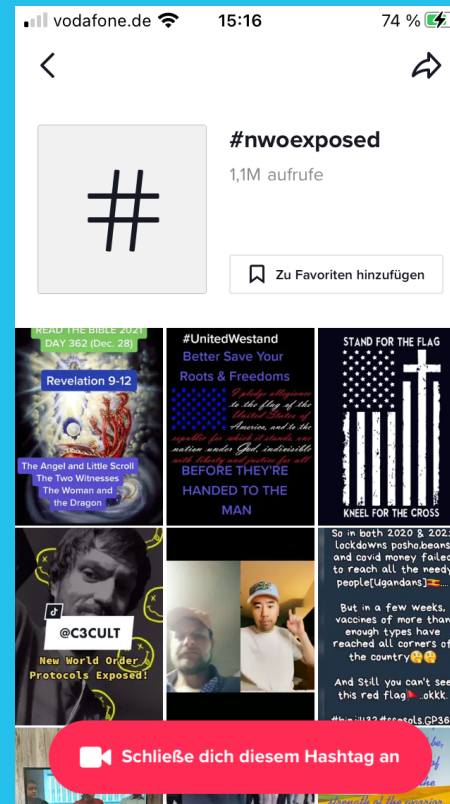 vodafone.de
15:16
74 %
#nwoexposed
1,1M aufrufe
Zu Favoriten hinzufügen
READ THE BIBLE 2021
DAY 362 (Dec. 28)
Revelation 9-12
The Angel and Little Scroll
The Two Witnesses
The Woman and
the Dragon
#UnitedWestand
Better Save Your
Roots & Freedoms
I pledge allegiance
to the flag of the
United States of
America, and to the
republic for which it stands, one
nation under God, indivisible
with liberty and justice for all
BEFORE THEY'RE
HANDED TO THE
MAN
STAND FOR THE FLAG
KNEEL FOR THE CROSS
@C3CULT
New World Order
Protocols Exposed!
So in both 2020 & 202
lockdowns posho,beans
and covid money failed
to reach all the needy
people[Ugandans]🇺🇬....
But in a few weeks,
vaccines of more than
enough types have
reached all corners of
the country🤔🤔
And Still you can't see
this red flag🚩..okkk.
Schließe dich diesem Hashtag an
strength of the warrior